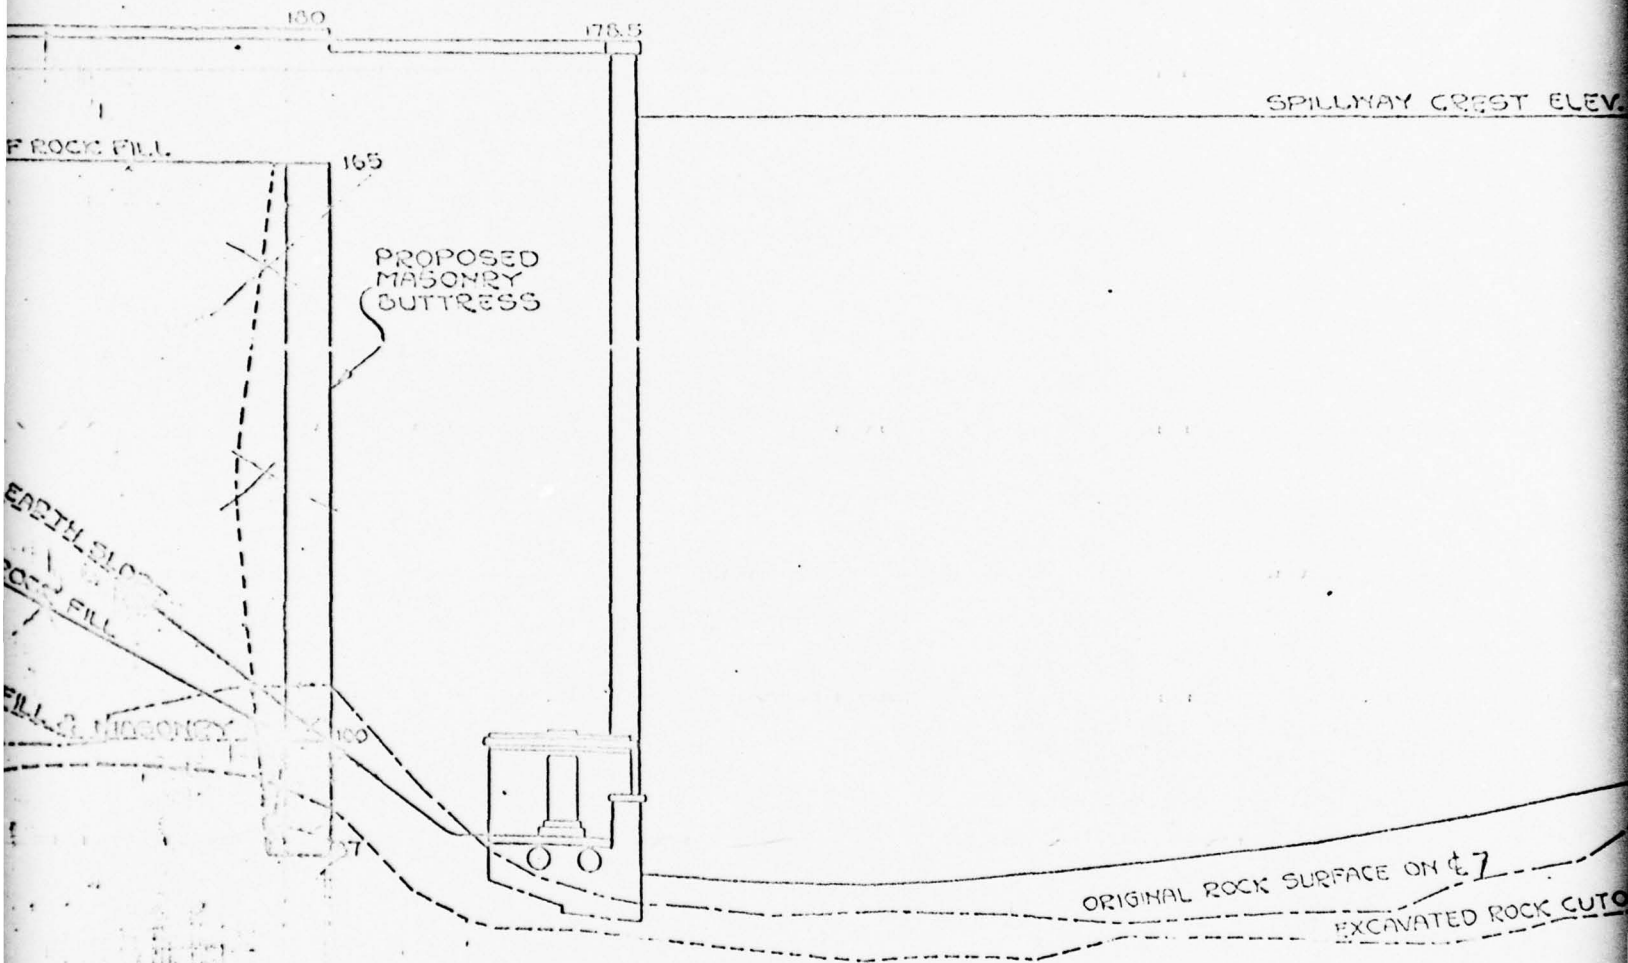 180
178.5
SPILLWAY CREST ELEV.
F ROCK FILL
165
PROPOSED
MASONRY
BUTTRESS
EARTH SLOPE
ROCK FILL
FILL & MASONRY
100
ORIGINAL ROCK SURFACE ON ℄ 7
EXCAVATED ROCK CUTO